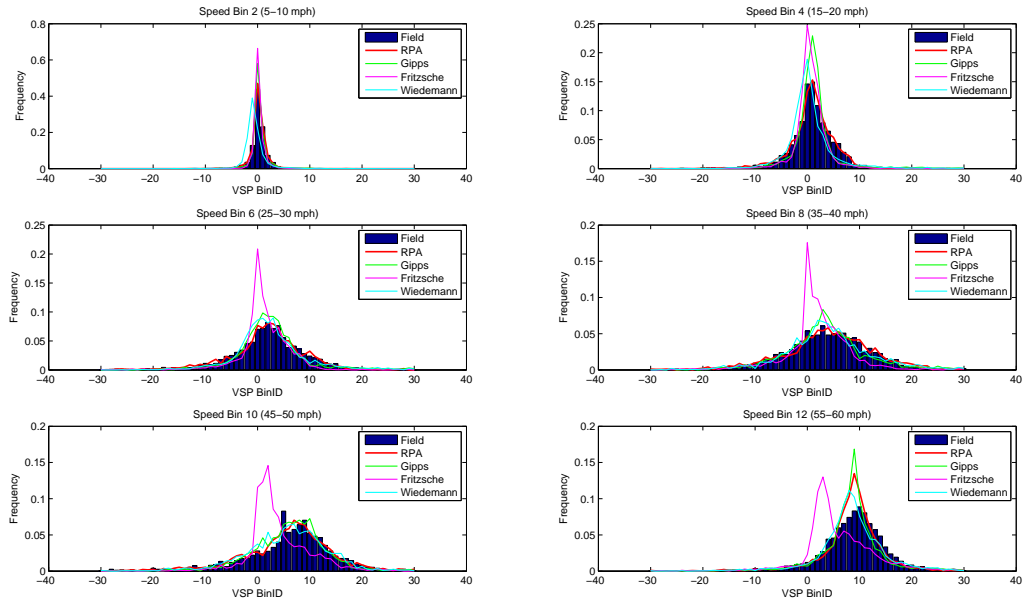 Speed Bin 2 (5−10 mph)
0.8
0.6
0.4
0.2
0
Frequency
−40 −30 −20 −10 0 10 20 30 40
VSP BinID
Field
RPA
Gipps
Fritzsche
Wiedemann
Speed Bin 4 (15−20 mph)
0.25
0.2
0.15
0.1
0.05
0
Frequency
−40 −30 −20 −10 0 10 20 30 40
VSP BinID
Field
RPA
Gipps
Fritzsche
Wiedemann
Speed Bin 6 (25−30 mph)
0.25
0.2
0.15
0.1
0.05
0
Frequency
−40 −30 −20 −10 0 10 20 30 40
VSP BinID
Field
RPA
Gipps
Fritzsche
Wiedemann
Speed Bin 8 (35−40 mph)
0.2
0.15
0.1
0.05
0
Frequency
−40 −30 −20 −10 0 10 20 30 40
VSP BinID
Field
RPA
Gipps
Fritzsche
Wiedemann
Speed Bin 10 (45−50 mph)
0.2
0.15
0.1
0.05
0
Frequency
−40 −30 −20 −10 0 10 20 30 40
VSP BinID
Field
RPA
Gipps
Fritzsche
Wiedemann
Speed Bin 12 (55−60 mph)
0.2
0.15
0.1
0.05
0
Frequency
−40 −30 −20 −10 0 10 20 30 40
VSP BinID
Field
RPA
Gipps
Fritzsche
Wiedemann